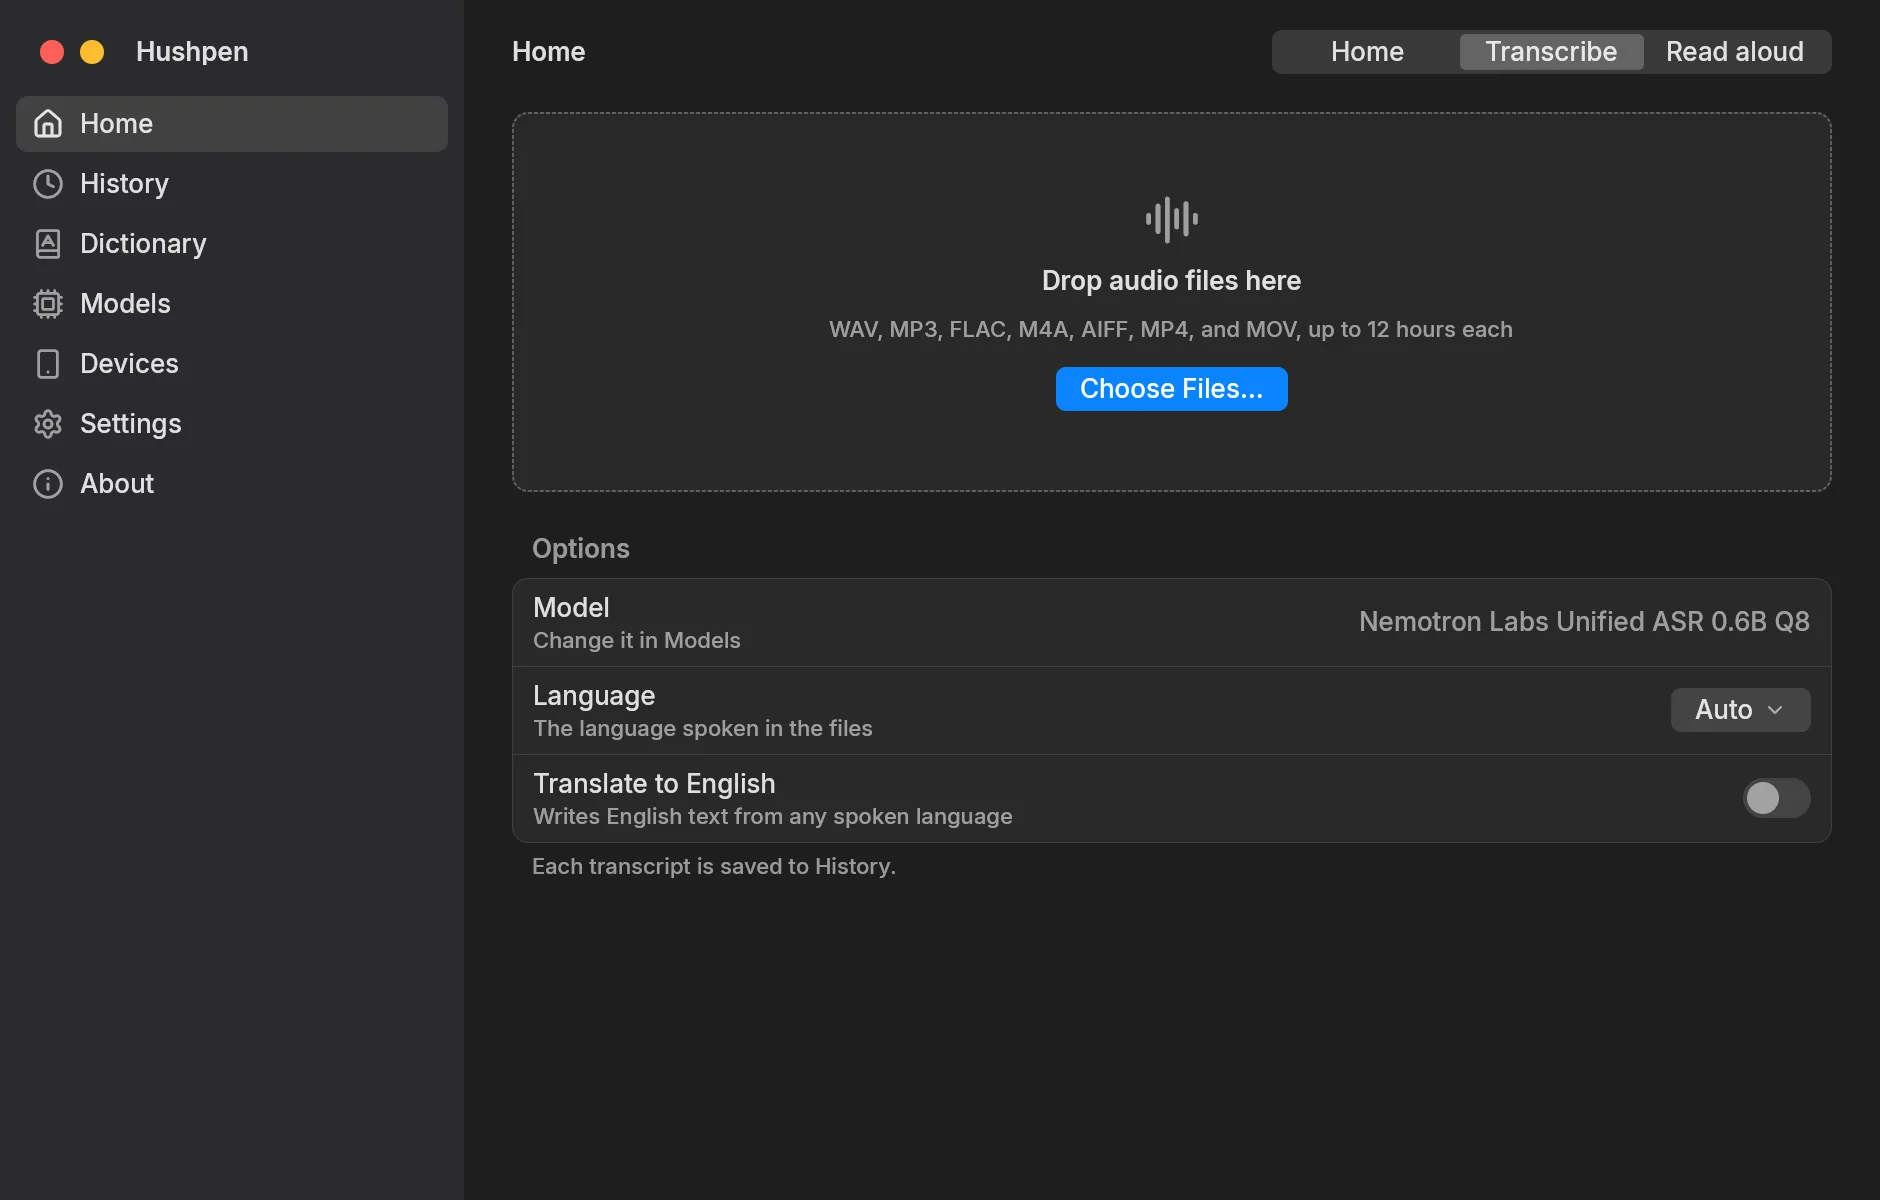 Hushpen
Home
History
Dictionary
Models
Devices
Settings
About
Home
Home Transcribe Read aloud
Drop audio files here
WAV, MP3, FLAC, M4A, AIFF, MP4, and MOV, up to 12 hours each
Choose Files...
Options
Model
Change it in Models
Nemotron Labs Unified ASR 0.6B Q8
Language
The language spoken in the files
Auto
Translate to English
Writes English text from any spoken language
Each transcript is saved to History.